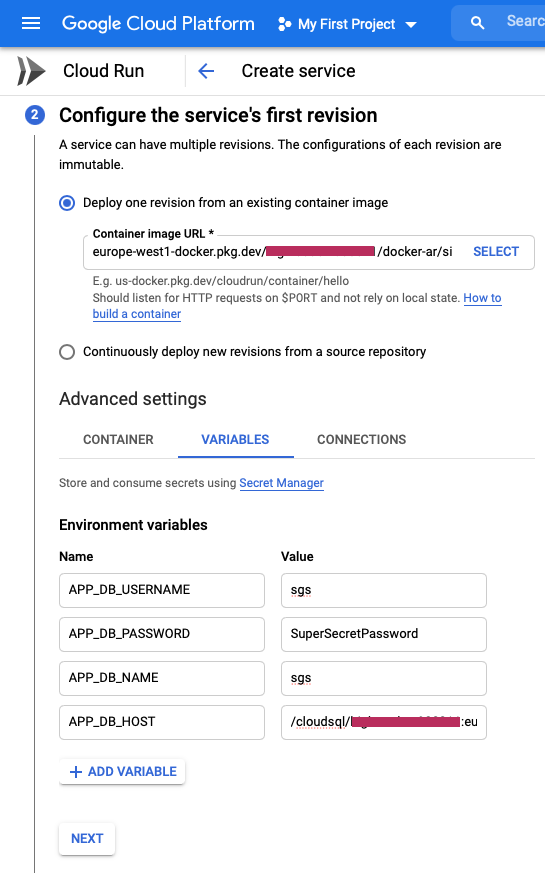 Google Cloud Platform
My First Project
Searc
Cloud Run
Create service
2
Configure the service's first revision
A service can have multiple revisions. The configurations of each revision are
immutable.
Deploy one revision from an existing container image
Container image URL *
europe-west1-docker.pkg.dev/ /docker-ar/si
SELECT
E.g. us-docker.pkg.dev/cloudrun/container/hello
Should listen for HTTP requests on $PORT and not rely on local state. How to
build a container
Continuously deploy new revisions from a source repository
Advanced settings
CONTAINER
VARIABLES
CONNECTIONS
Store and consume secrets using Secret Manager
Environment variables
Name
Value
APP_DB_USERNAME
sgs
APP_DB_PASSWORD
SuperSecretPassword
APP_DB_NAME
sgs
APP_DB_HOST
/cloudsql/ :eu
+ ADD VARIABLE
NEXT